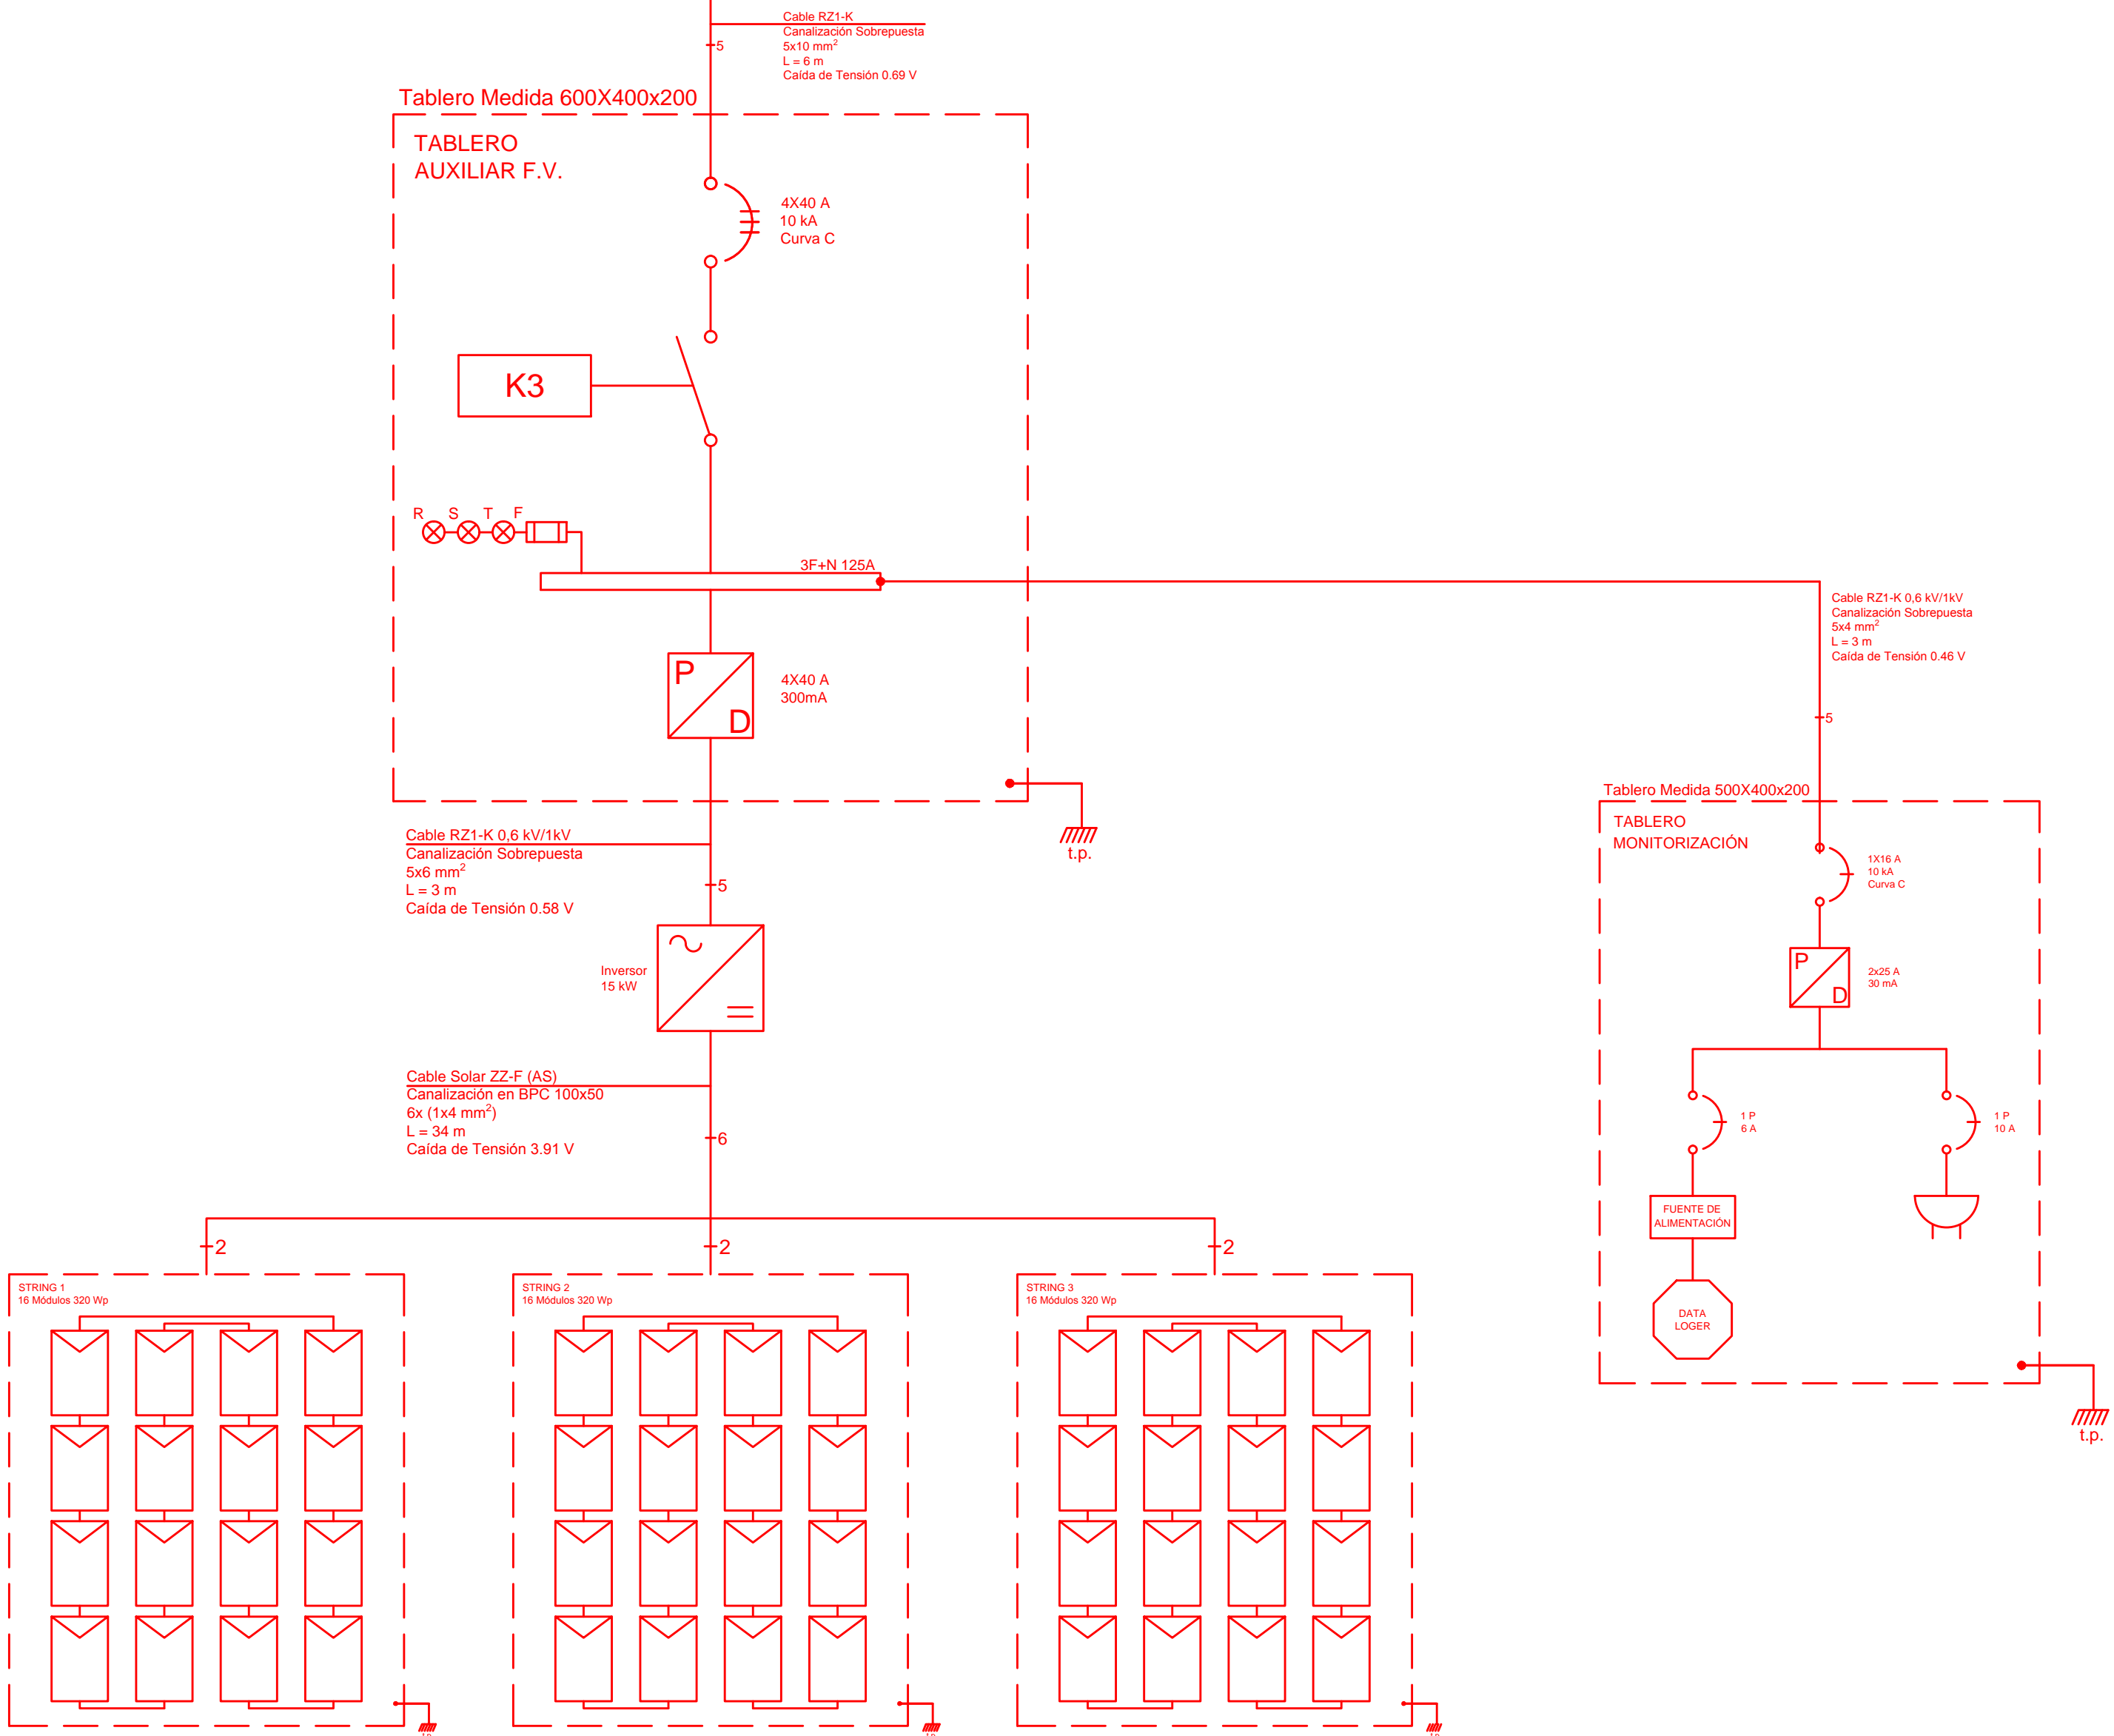 Cable RZ1-K
Canalización Sobrepuesta
5x10 mm²
L = 6 m
Caída de Tensión 0.69 V
5
Tablero Medida 600X400x200
TABLERO
AUXILIAR F.V.
4X40 A
10 kA
Curva C
K3
R S T F
3F+N 125A
Cable RZ1-K 0,6 kV/1kV
Canalización Sobrepuesta
5x4 mm²
L = 3 m
Caída de Tensión 0.46 V
5
P
D
4X40 A
300mA
t.p.
Cable RZ1-K 0,6 kV/1kV
Canalización Sobrepuesta
5x6 mm²
L = 3 m
Caída de Tensión 0.58 V
5
Inversor
15 kW
Cable Solar ZZ-F (AS)
Canalización en BPC 100x50
6x (1x4 mm²)
L = 34 m
Caída de Tensión 3.91 V
6
Tablero Medida 500X400x200
TABLERO
MONITORIZACIÓN
1X16 A
10 kA
Curva C
P
D
2x25 A
30 mA
1 P
6 A
1 P
10 A
FUENTE DE
ALIMENTACIÓN
DATA
LOGER
t.p.
2
2
2
STRING 1
16 Módulos 320 Wp
STRING 2
16 Módulos 320 Wp
STRING 3
16 Módulos 320 Wp